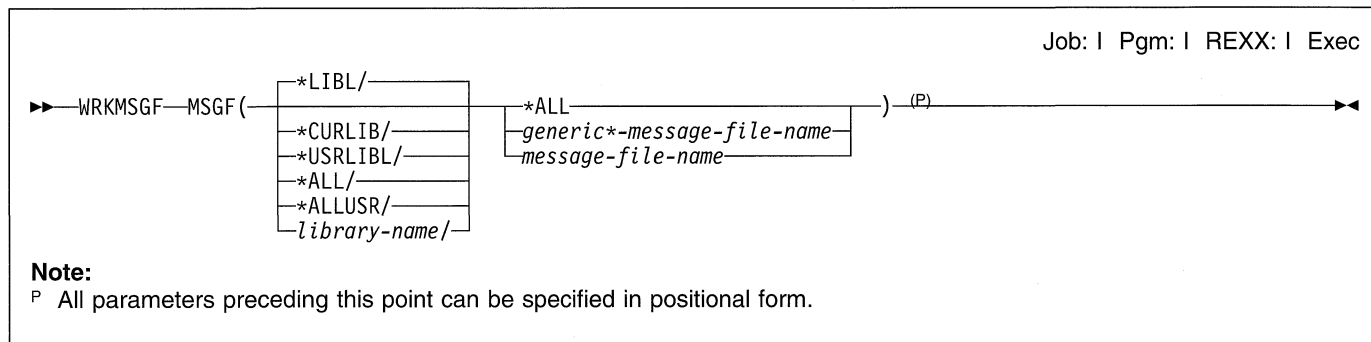 Job: I Pgm: I REXX: I Exec
*LIBL/
WRKMSGF MSGF( *ALL ) (P)
*CURLIB/ generic*-message-file-name
*USRLIBL/ message-file-name
*ALL/
*ALLUSR/
library-name/
Note:
P All parameters preceding this point can be specified in positional form.